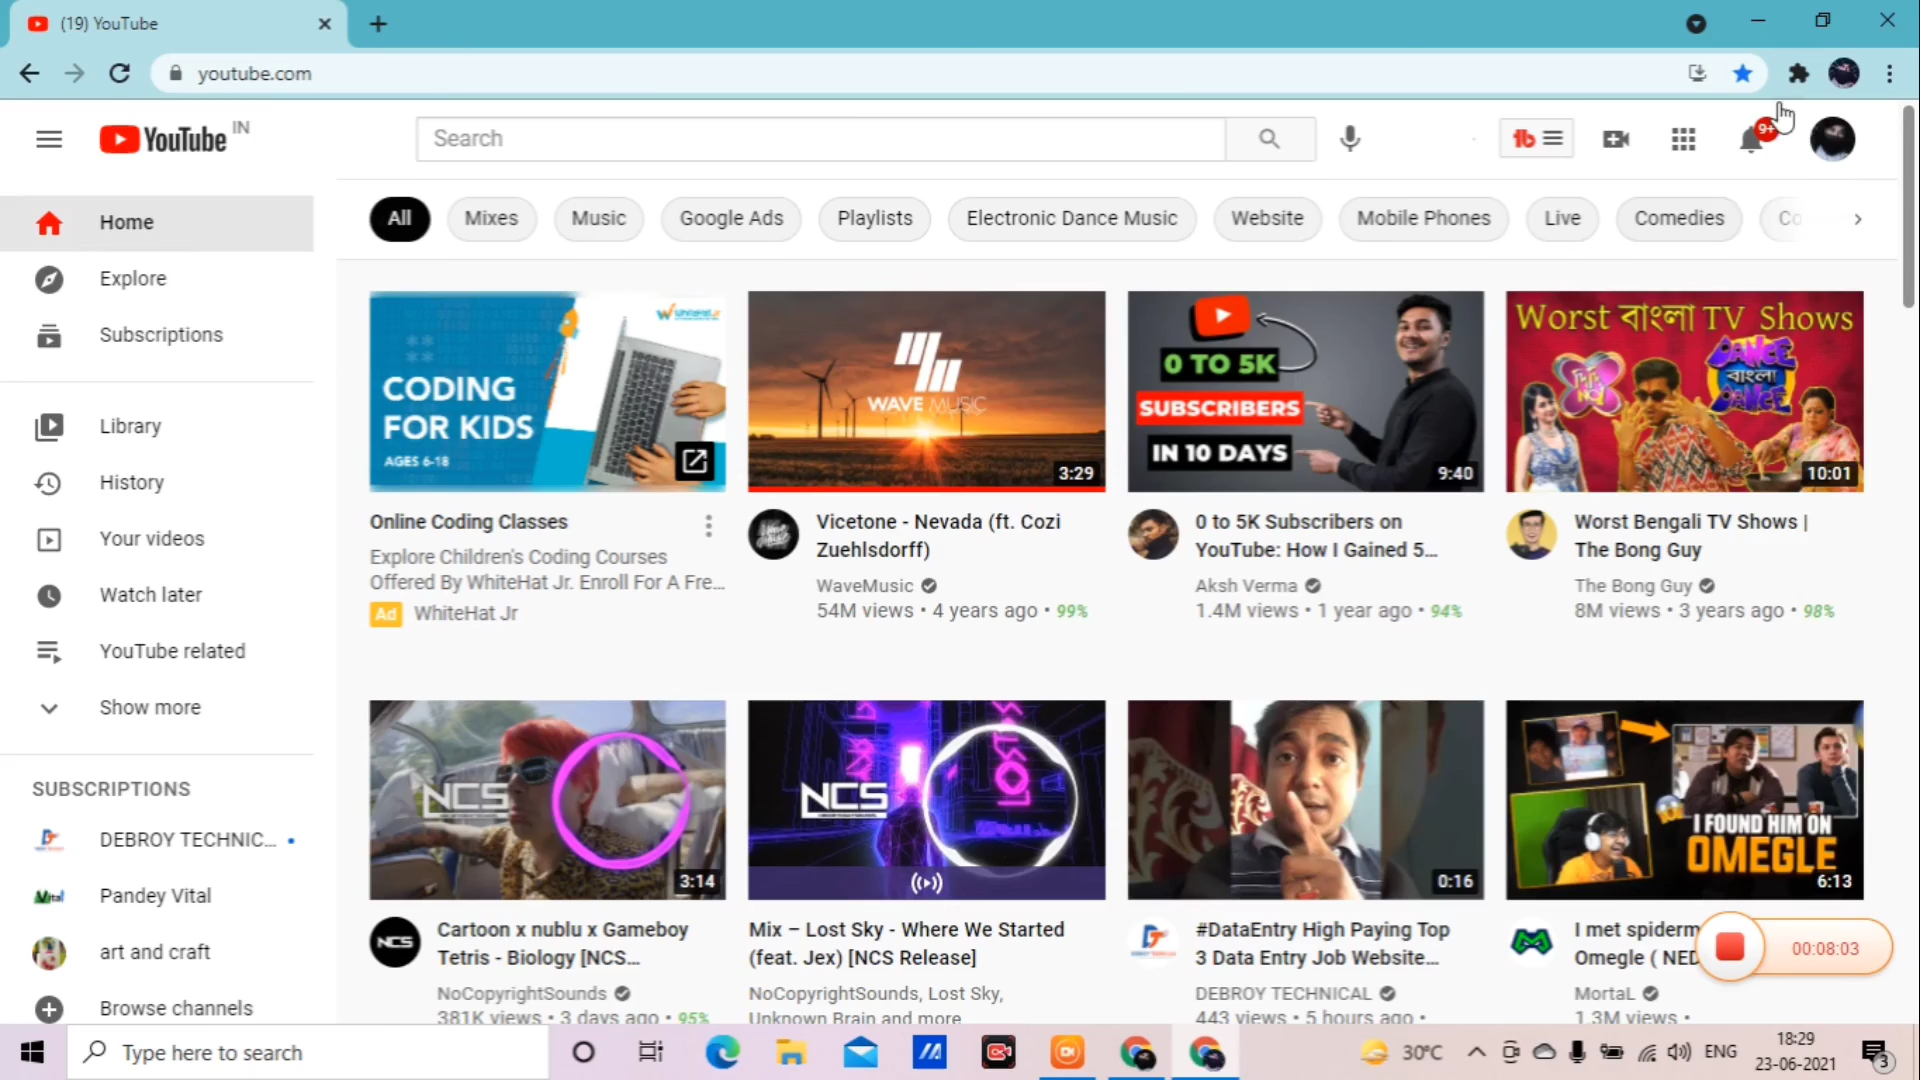 (19) YouTube
youtube.com
YouTube IN
Search
9+
Home
Explore
Subscriptions
Library
History
Your videos
Watch later
YouTube related
Show more
SUBSCRIPTIONS
DEBROY TECHNIC...
Pandey Vital
art and craft
Browse channels
All
Mixes
Music
Google Ads
Playlists
Electronic Dance Music
Website
Mobile Phones
Live
Comedies
Co
WhiteHat Jr
CODING
FOR KIDS
AGES 6-18
Online Coding Classes
Explore Children's Coding Courses
Offered By WhiteHat Jr. Enroll For A Fre...
Ad WhiteHat Jr
WAVE MUSIC
3:29
Vicetone - Nevada (ft. Cozi
Zuehlsdorff)
WaveMusic
54M views • 4 years ago • 99%
0 TO 5K
SUBSCRIBERS
IN 10 DAYS
9:40
0 to 5K Subscribers on
YouTube: How I Gained 5...
Aksh Verma
1.4M views • 1 year ago • 94%
Worst বাংলা TV Shows
DANCE
বাংলা
DANCE
10:01
Worst Bengali TV Shows |
The Bong Guy
The Bong Guy
8M views • 3 years ago • 98%
NCS
3:14
NCS
Cartoon x nublu x Gameboy
Tetris - Biology [NCS...
NoCopyrightSounds
381K views • 3 days ago • 95%
NCS
Mix – Lost Sky - Where We Started
(feat. Jex) [NCS Release]
NoCopyrightSounds, Lost Sky,
Unknown Brain and more
0:16
#DataEntry High Paying Top
3 Data Entry Job Website...
DEBROY TECHNICAL
443 views • 5 hours ago •
I FOUND HIM ON
OMEGLE
6:13
I met spiderm
Omegle ( NED
MortaL
1.3M views •
00:08:03
Type here to search
30°C
ENG
18:29
23-06-2021
3